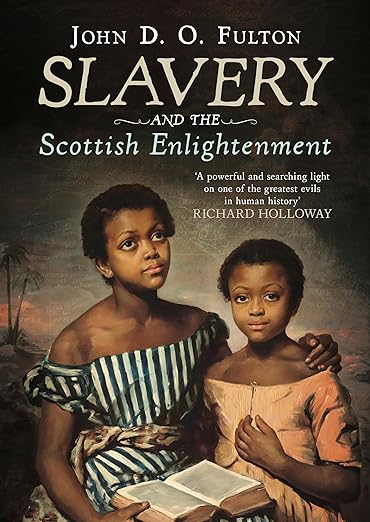 JOHN D. O. FULTON
SLAVERY
AND THE
SCOTTISH ENLIGHTENMENT
‘A powerful and searching light
on one of the greatest evils
in human history’
RICHARD HOLLOWAY